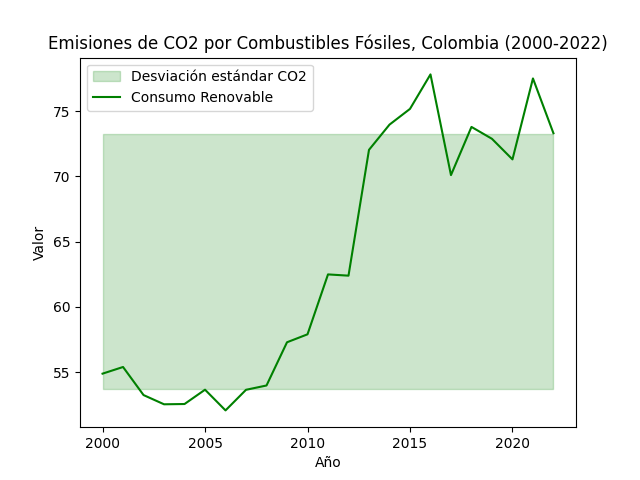 Emisiones de CO2 por Combustibles Fósiles, Colombia (2000-2022)
Desviación estándar CO2
Consumo Renovable
75
70
65
60
55
Valor
2000 2005 2010 2015 2020
Año